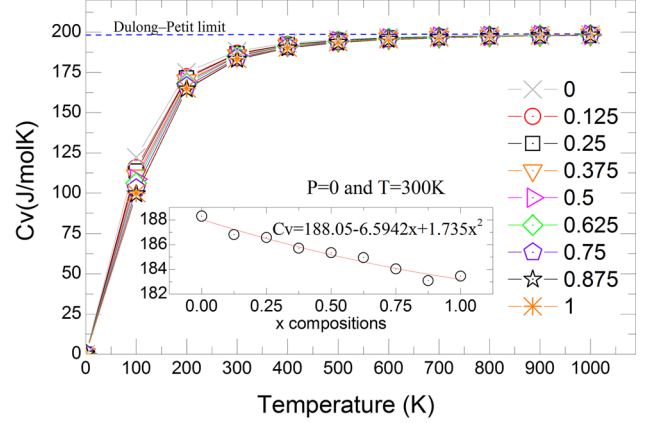 Dulong–Petit limit
200
175
150
125
100
75
50
25
0
Cv(J/molK)
0
0.125
0.25
0.375
0.5
0.625
0.75
0.875
1
P=0 and T=300K
Cv=188.05-6.5942x+1.735x²
188
186
184
182
0.00 0.25 0.50 0.75 1.00
x compositions
0 100 200 300 400 500 600 700 800 900 1000
Temperature (K)